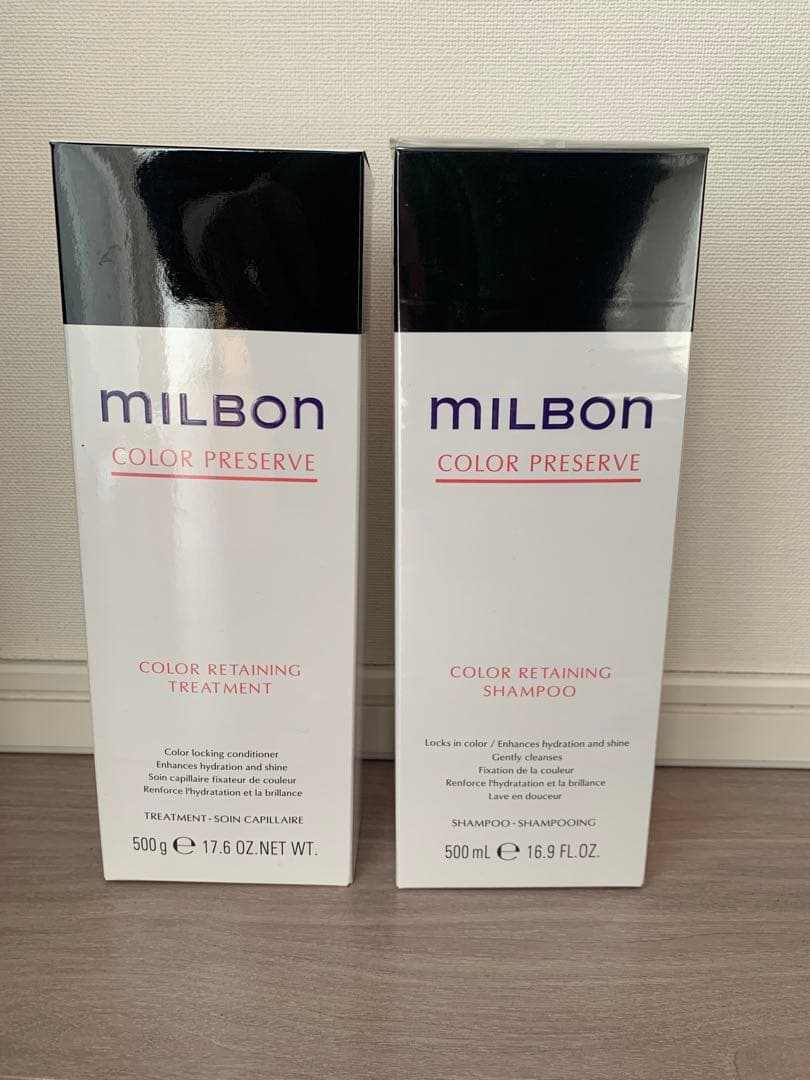 MILBON
COLOR PRESERVE
COLOR RETAINING
TREATMENT
Color locking conditioner
Enhances hydration and shine
Soin capillaire fixateur de couleur
Renforce l'hydratation et la brillance
TREATMENT - SOIN CAPILLAIRE
500 g ℮ 17.6 OZ.NET WT.
MILBON
COLOR PRESERVE
COLOR RETAINING
SHAMPOO
Locks in color / Enhances hydration and shine
Gently cleanses
Fixation de la couleur
Renforce l'hydratation et la brillance
Lave en douceur
SHAMPOO - SHAMPOOING
500 mL ℮ 16.9 FL.OZ.